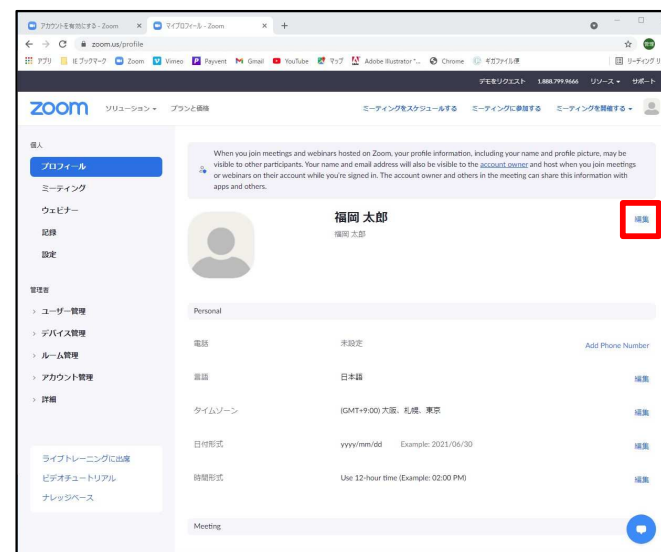 アカウントを有効にする - Zoom
マイプロフィール - Zoom
zoom.us/profile
アプリ IEブックマーク Zoom Vimeo Payvent Gmail YouTube マップ Adobe Illustrator "... Chrome ギガファイル便 リーディングリ
デモをリクエスト 1.888.799.9666 リソース サポート
zoom ソリューション プランと価格 ミーティングをスケジュールする ミーティングに参加する ミーティングを開催する
個人
プロフィール
ミーティング
ウェビナー
記録
設定
管理者
ユーザー管理
デバイス管理
ルーム管理
アカウント管理
詳細
ライブトレーニングに出席
ビデオチュートリアル
ナレッジベース
When you join meetings and webinars hosted on Zoom, your profile information, including your name and profile picture, may be
visible to other participants. Your name and email address will also be visible to the account owner and host when you join meetings
or webinars on their account while you're signed in. The account owner and others in the meeting can share this information with
apps and others.
福岡 太郎 編集
福岡 太郎
Personal
電話 未設定 Add Phone Number
言語 日本語 編集
タイムゾーン (GMT+9:00) 大阪、札幌、東京 編集
日付形式 yyyy/mm/dd Example: 2021/06/30 編集
時間形式 Use 12-hour time (Example: 02:00 PM) 編集
Meeting